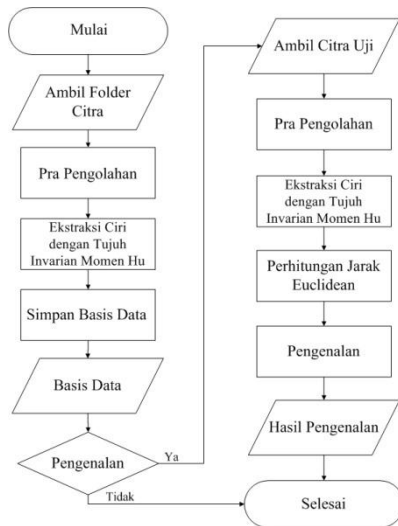 Mulai
Ambil Folder
Citra
Pra Pengolahan
Ekstraksi Ciri
dengan Tujuh
Invarian Momen Hu
Simpan Basis Data
Basis Data
Pengenalan
Ya
Tidak
Ambil Citra Uji
Pra Pengolahan
Ekstraksi Ciri
dengan Tujuh
Invarian Momen Hu
Perhitungan Jarak
Euclidean
Pengenalan
Hasil Pengenalan
Selesai